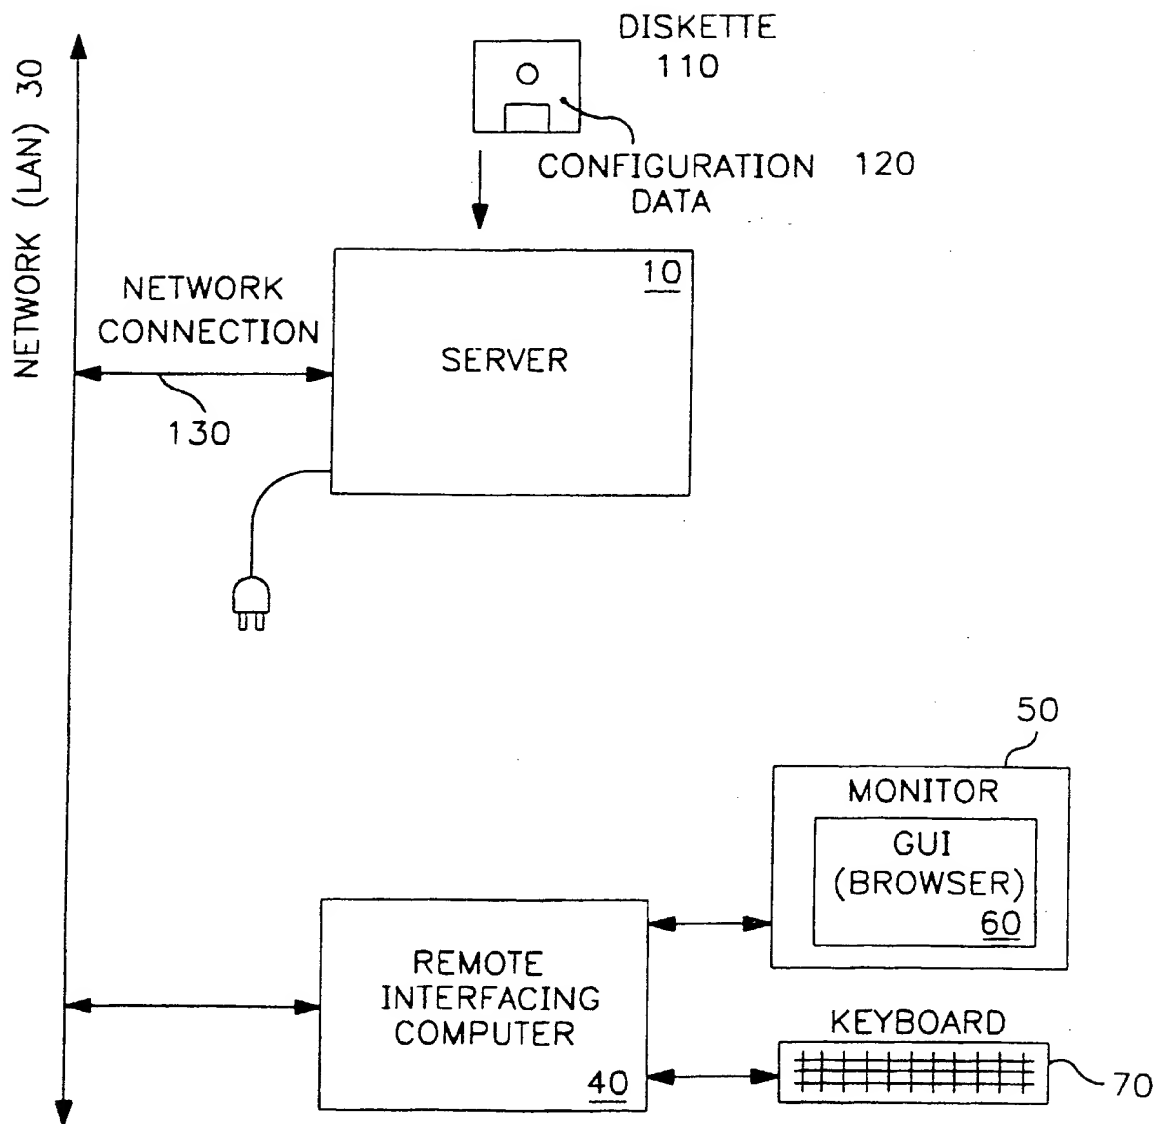 NETWORK (LAN) 30
DISKETTE
110
CONFIGURATION 120
DATA
10
SERVER
NETWORK
CONNECTION
130
50
MONITOR
GUI
(BROWSER)
60
REMOTE
INTERFACING
COMPUTER
40
KEYBOARD
70